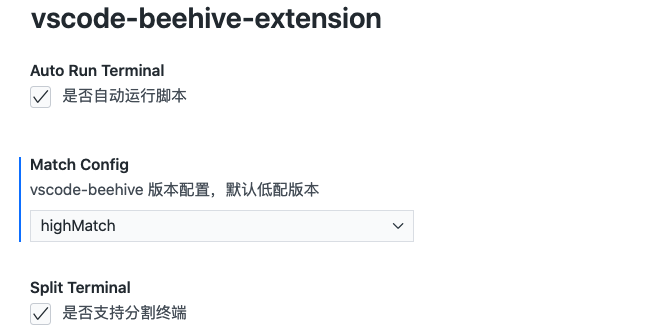 vscode-beehive-extension
Auto Run Terminal
是否自动运行脚本
Match Config
vscode-beehive 版本配置，默认低配版本
highMatch
Split Terminal
是否支持分割终端